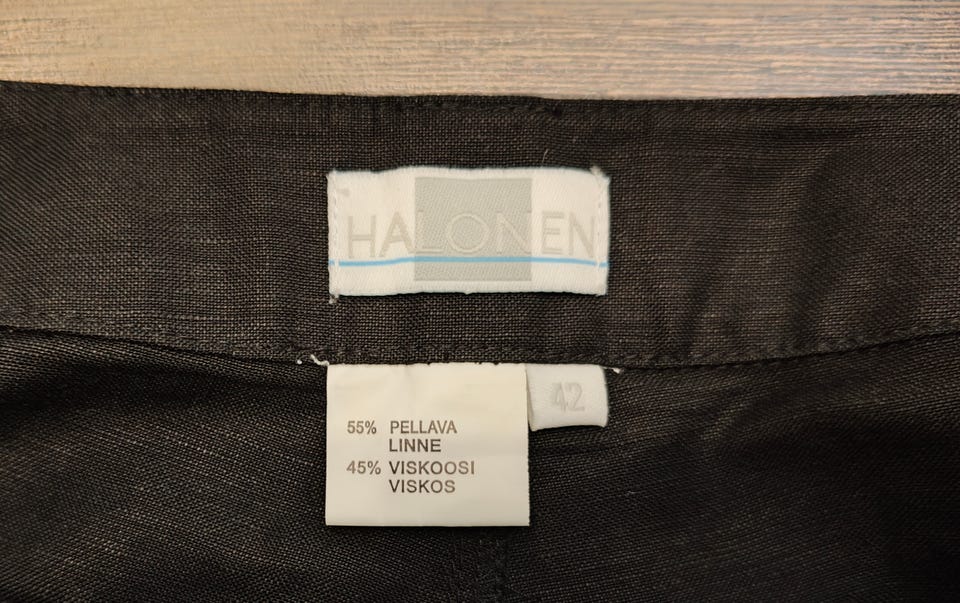 HALONEN
42
55% PELLAVA
LINNE
45% VISKOOSI
VISKOS